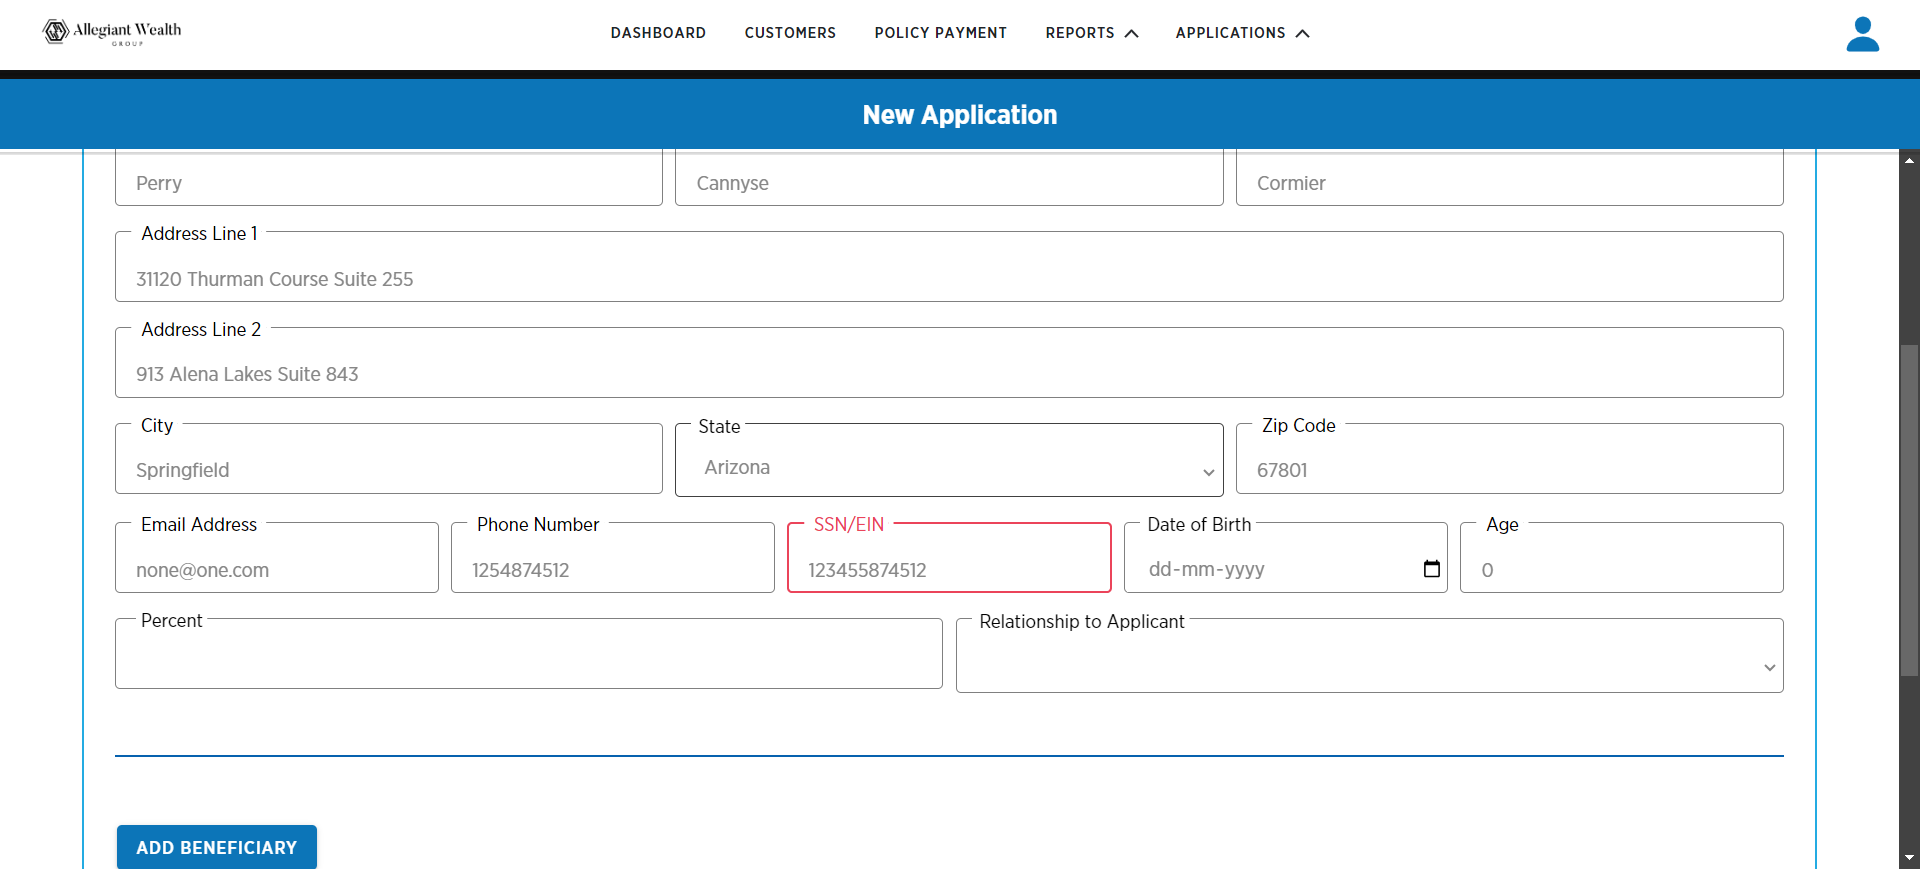 Allegiant Wealth
GROUP
DASHBOARD
CUSTOMERS
POLICY PAYMENT
REPORTS
APPLICATIONS
New Application
Perry
Cannyse
Cormier
Address Line 1
31120 Thurman Course Suite 255
Address Line 2
913 Alena Lakes Suite 843
City
Springfield
State
Arizona
Zip Code
67801
Email Address
none@one.com
Phone Number
1254874512
SSN/EIN
123455874512
Date of Birth
dd-mm-yyyy
Age
0
Percent
Relationship to Applicant
ADD BENEFICIARY